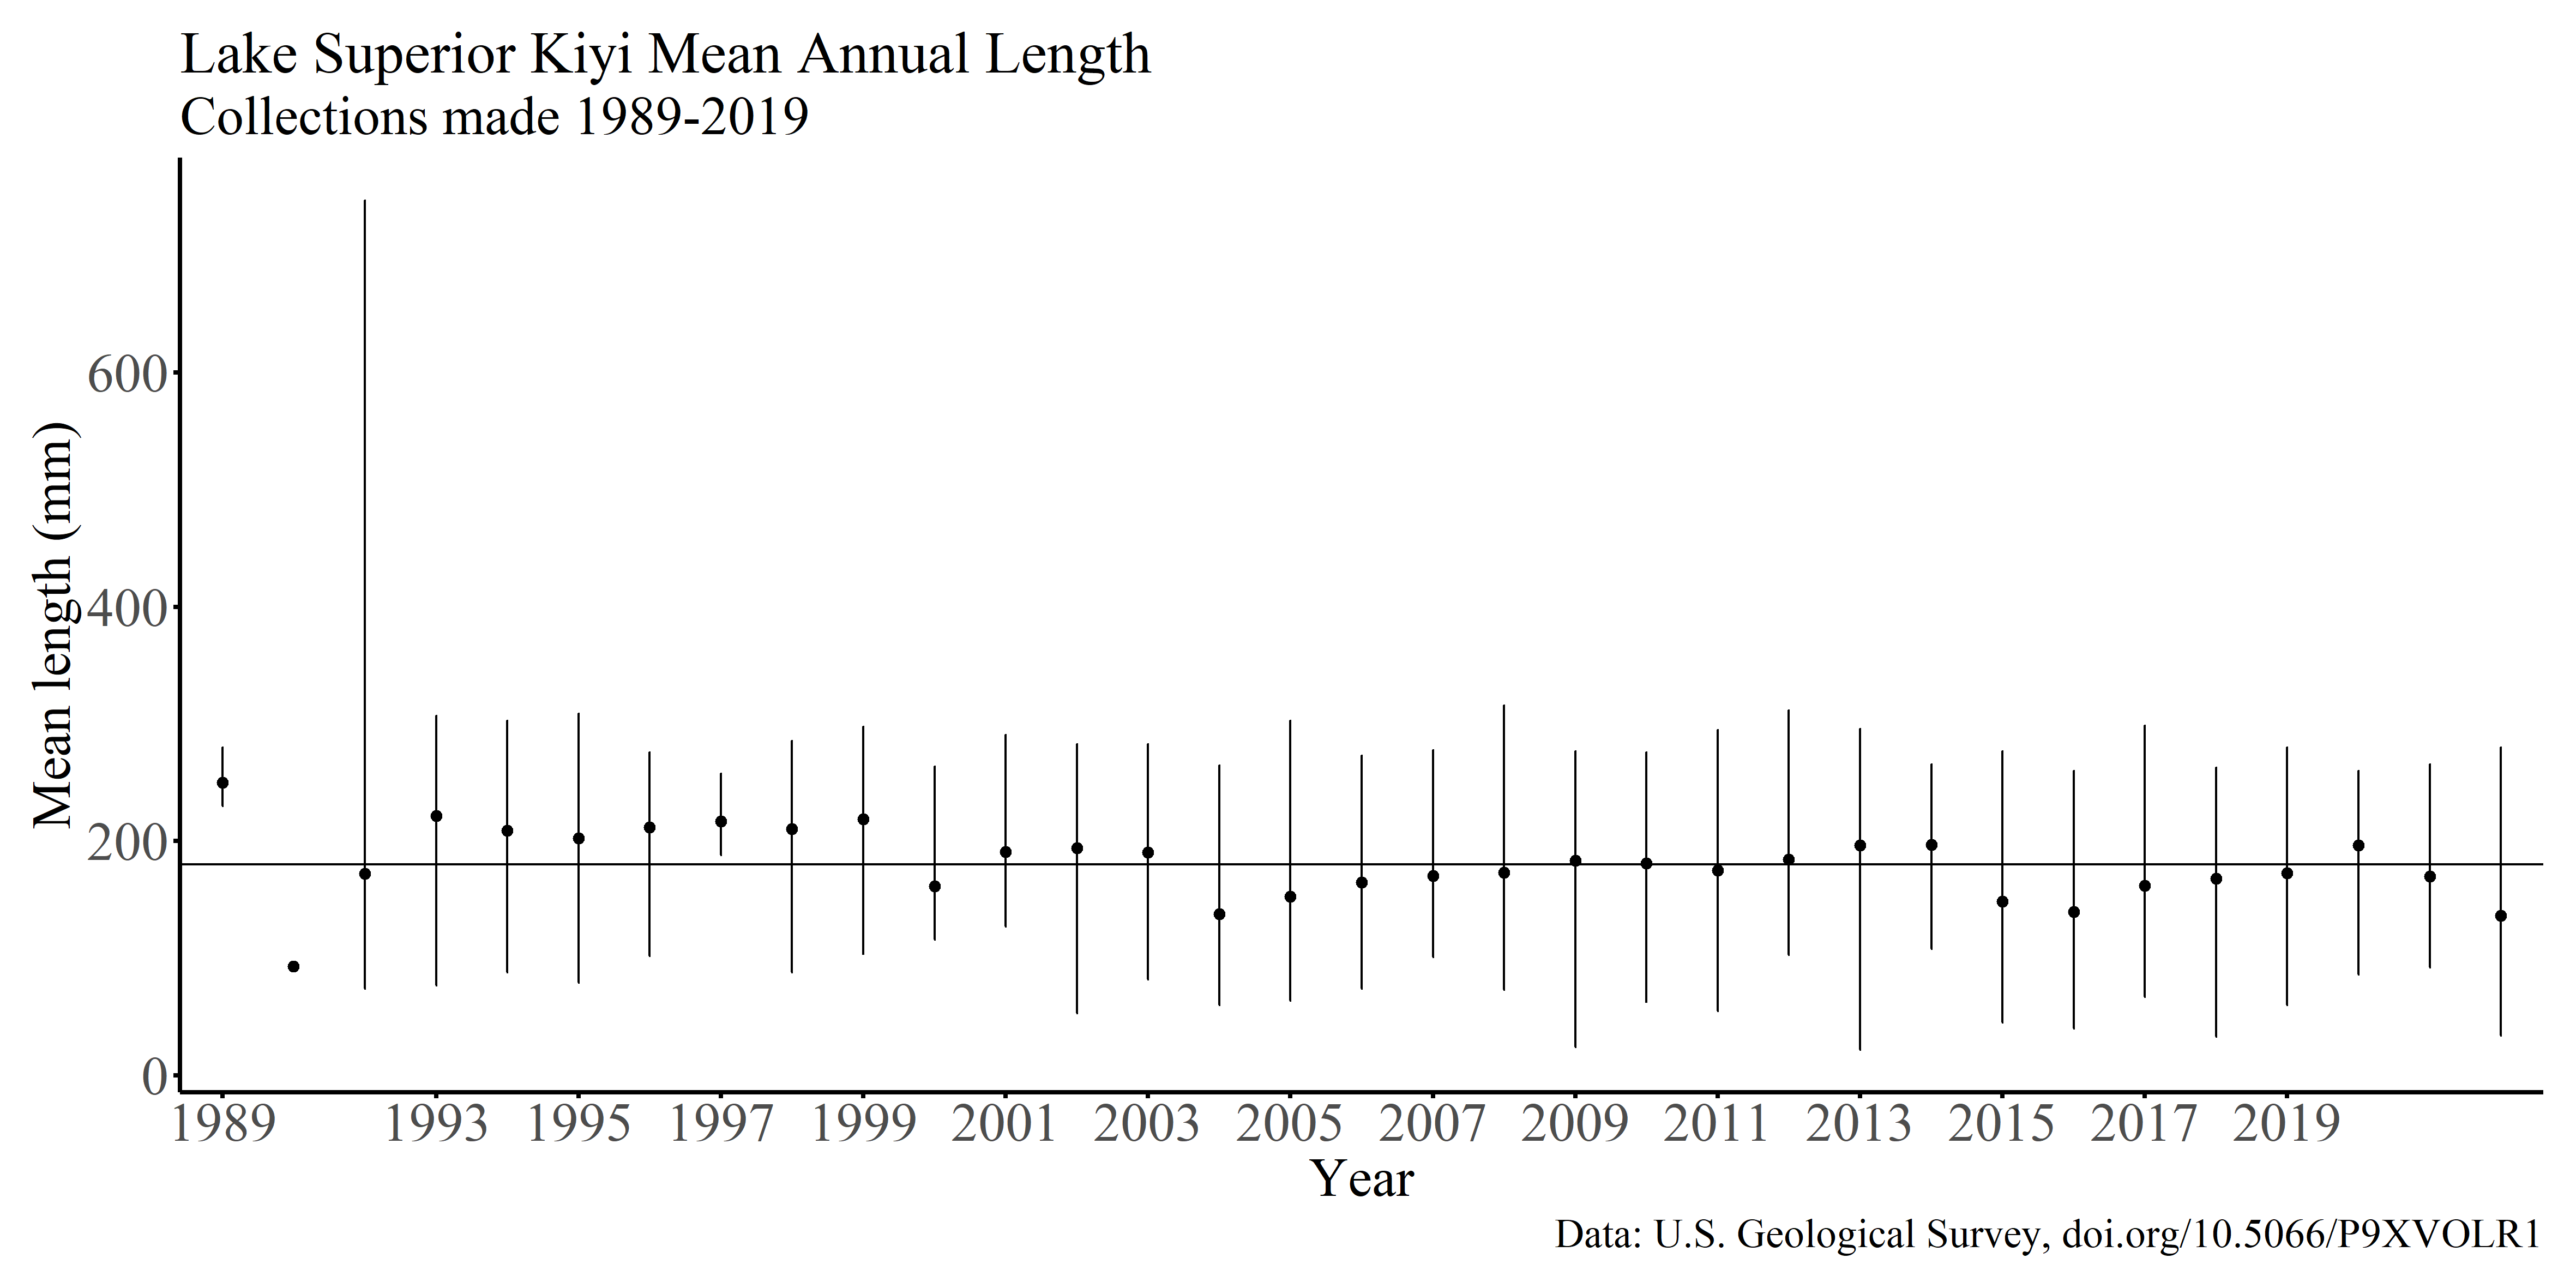 Lake Superior Kiyi Mean Annual Length
Collections made 1989-2019
Mean length (mm)
600
400
200
0
1989 1993 1995 1997 1999 2001 2003 2005 2007 2009 2011 2013 2015 2017 2019
Year
Data: U.S. Geological Survey, doi.org/10.5066/P9XVOLR1